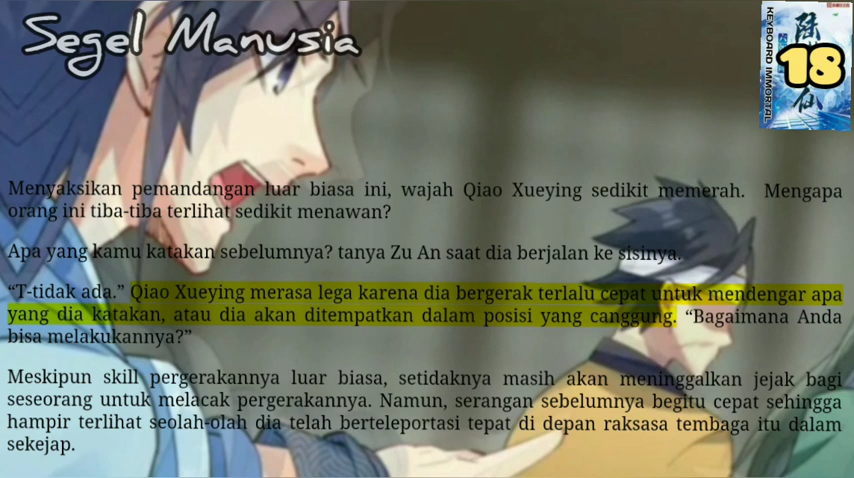 Segel Manusia
KEYBOARD IMMORTAL
18
Menyaksikan pemandangan luar biasa ini, wajah Qiao Xueying sedikit memerah. Mengapa
orang ini tiba-tiba terlihat sedikit menawan?
Apa yang kamu katakan sebelumnya? tanya Zu An saat dia berjalan ke sisinya.
“T-tidak ada.” Qiao Xueying merasa lega karena dia bergerak terlalu cepat untuk mendengar apa
yang dia katakan, atau dia akan ditempatkan dalam posisi yang canggung. “Bagaimana Anda
bisa melakukannya?”
Meskipun skill pergerakannya luar biasa, setidaknya masih akan meninggalkan jejak bagi
seseorang untuk melacak pergerakannya. Namun, serangan sebelumnya begitu cepat sehingga
hampir terlihat seolah-olah dia telah berteleportasi tepat di depan raksasa tembaga itu dalam
sekejap.